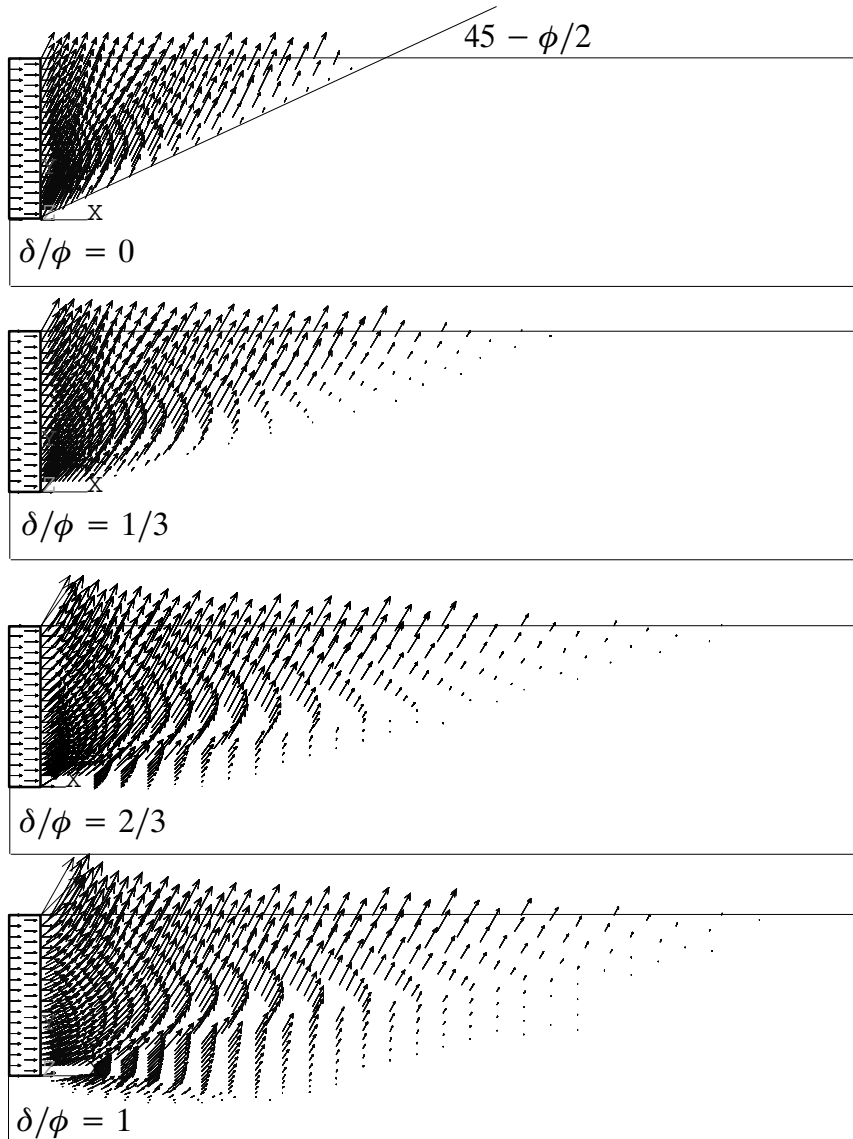 45 − ϕ/2
Z X
δ/ϕ = 0
Z X
δ/ϕ = 1/3
X
δ/ϕ = 2/3
Z
δ/ϕ = 1